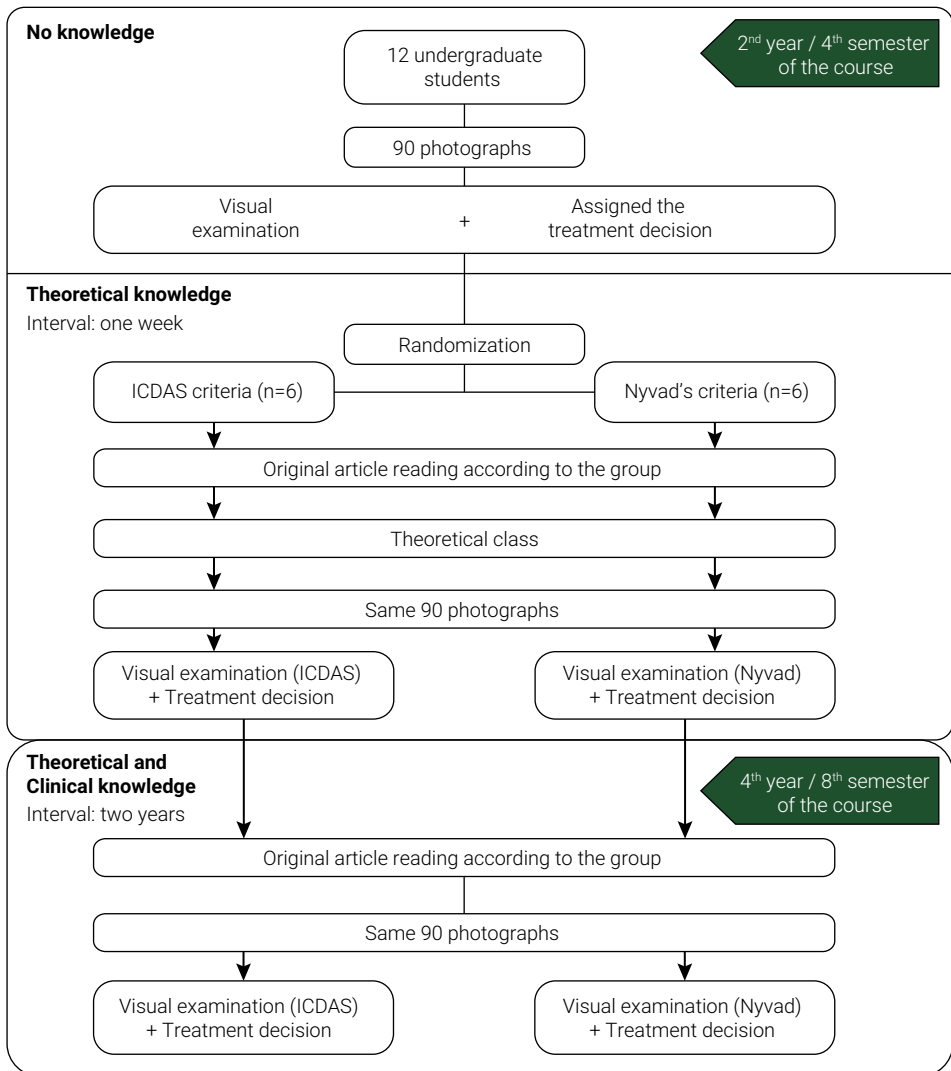 No knowledge
2nd year / 4th semester
of the course
12 undergraduate
students
90 photographs
Visual
examination
+
Assigned the
treatment decision
Theoretical knowledge
Interval: one week
Randomization
ICDAS criteria (n=6)
Nyvad's criteria (n=6)
Original article reading according to the group
Theoretical class
Same 90 photographs
Visual examination (ICDAS)
+ Treatment decision
Visual examination (Nyvad)
+ Treatment decision
Theoretical and
Clinical knowledge
Interval: two years
4th year / 8th semester
of the course
Original article reading according to the group
Same 90 photographs
Visual examination (ICDAS)
+ Treatment decision
Visual examination (Nyvad)
+ Treatment decision